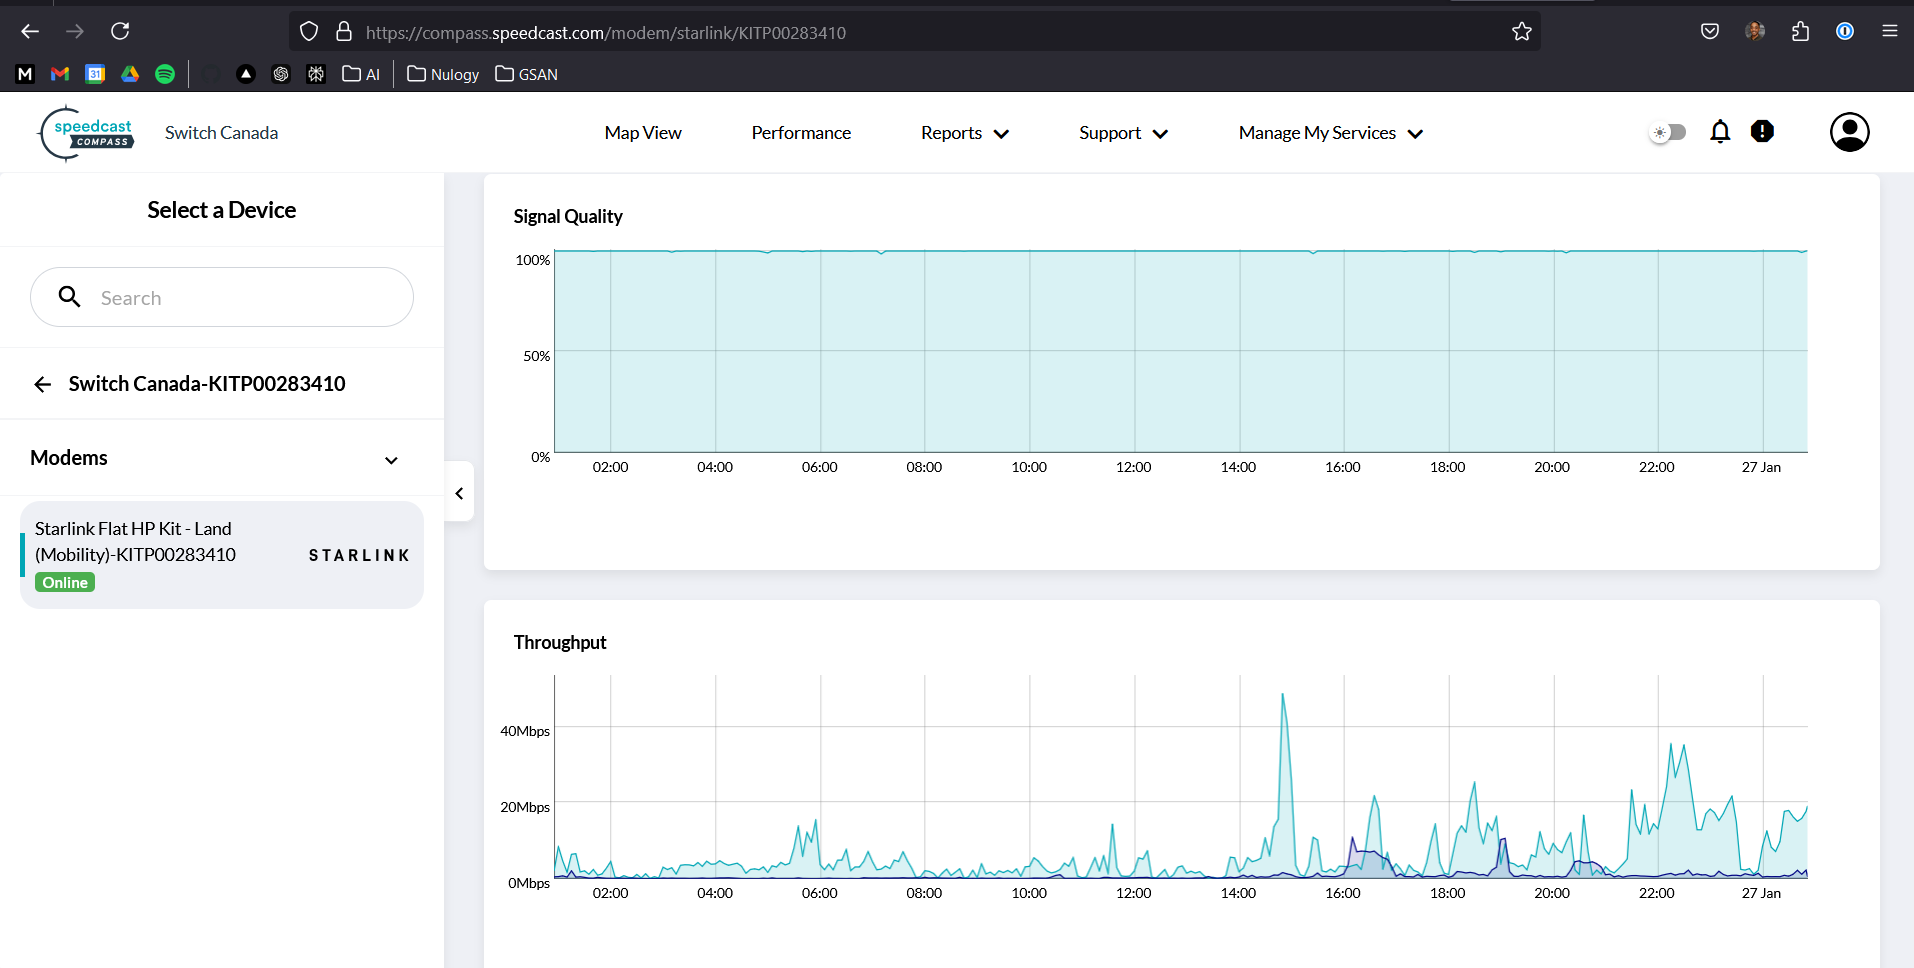 https://compass.speedcast.com/modem/starlink/KITP00283410
M
31
AI
Nulogy
GSAN
speedcast
COMPASS
Switch Canada
Map View
Performance
Reports
Support
Manage My Services
Select a Device
Search
Switch Canada-KITP00283410
Modems
Starlink Flat HP Kit - Land
(Mobility)-KITP00283410
STARLINK
Online
Signal Quality
100%
50%
0%
02:00 04:00 06:00 08:00 10:00 12:00 14:00 16:00 18:00 20:00 22:00 27 Jan
Throughput
40Mbps
20Mbps
0Mbps
02:00 04:00 06:00 08:00 10:00 12:00 14:00 16:00 18:00 20:00 22:00 27 Jan